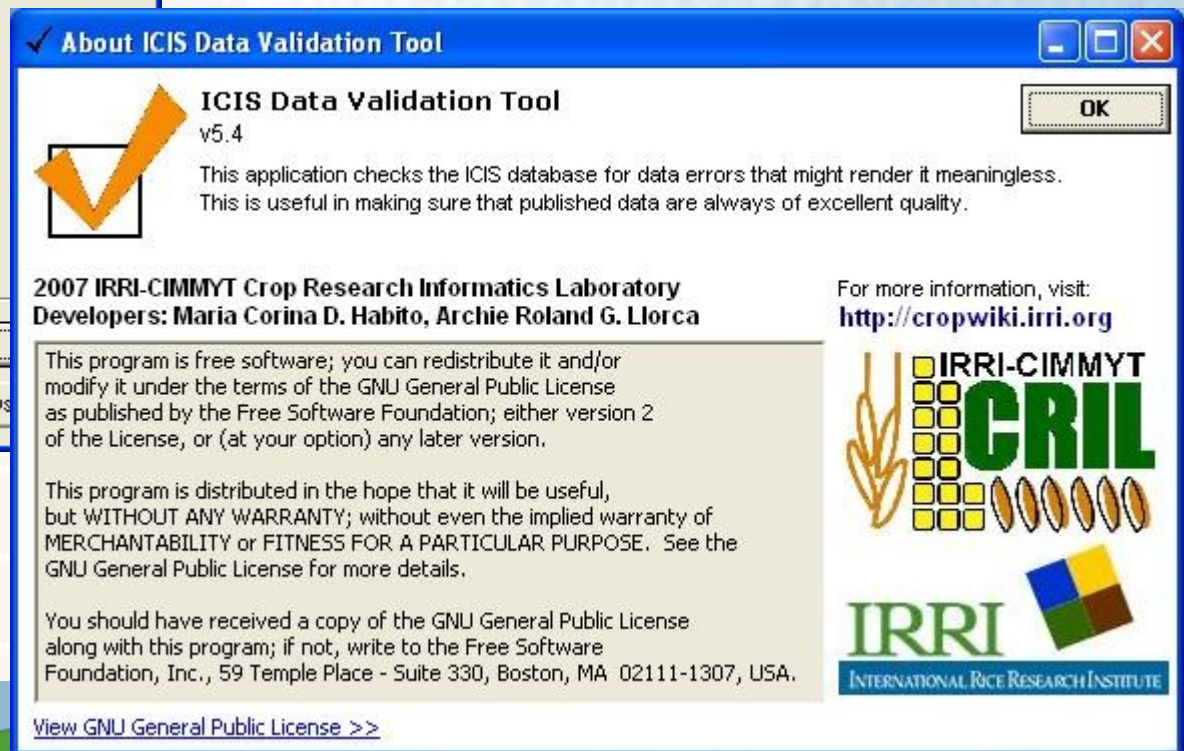 About ICIS Data Validation Tool
ICIS Data Validation Tool
v5.4
OK
This application checks the ICIS database for data errors that might render it meaningless.
This is useful in making sure that published data are always of excellent quality.
2007 IRRI-CIMMYT Crop Research Informatics Laboratory
Developers: Maria Corina D. Habito, Archie Roland G. Llorca
For more information, visit:
http://cropwiki.irri.org
This program is free software; you can redistribute it and/or
modify it under the terms of the GNU General Public License
as published by the Free Software Foundation; either version 2
of the License, or (at your option) any later version.
This program is distributed in the hope that it will be useful,
but WITHOUT ANY WARRANTY; without even the implied warranty of
MERCHANTABILITY or FITNESS FOR A PARTICULAR PURPOSE.  See the
GNU General Public License for more details.
You should have received a copy of the GNU General Public License
along with this program; if not, write to the Free Software
Foundation, Inc., 59 Temple Place - Suite 330, Boston, MA  02111-1307, USA.
IRRI-CIMMYT
CRIL
IRRI
INTERNATIONAL RICE RESEARCH INSTITUTE
View GNU General Public License >>